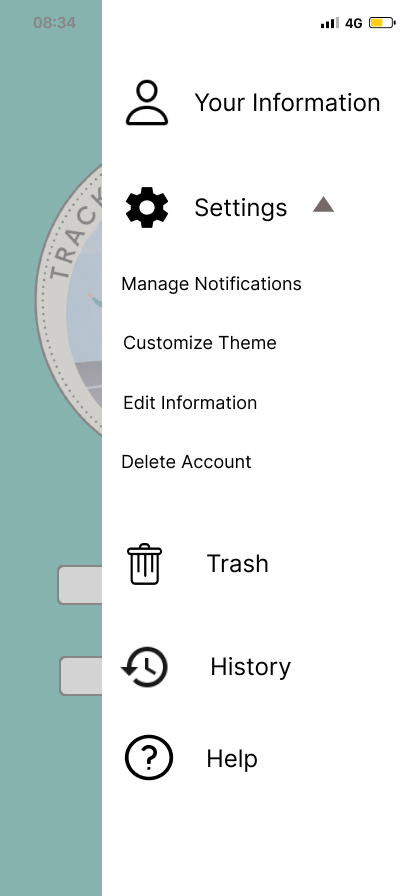 08:34
4G
Your Information
TRACK
Settings
Manage Notifications
Customize Theme
Edit Information
Delete Account
Trash
History
?
Help